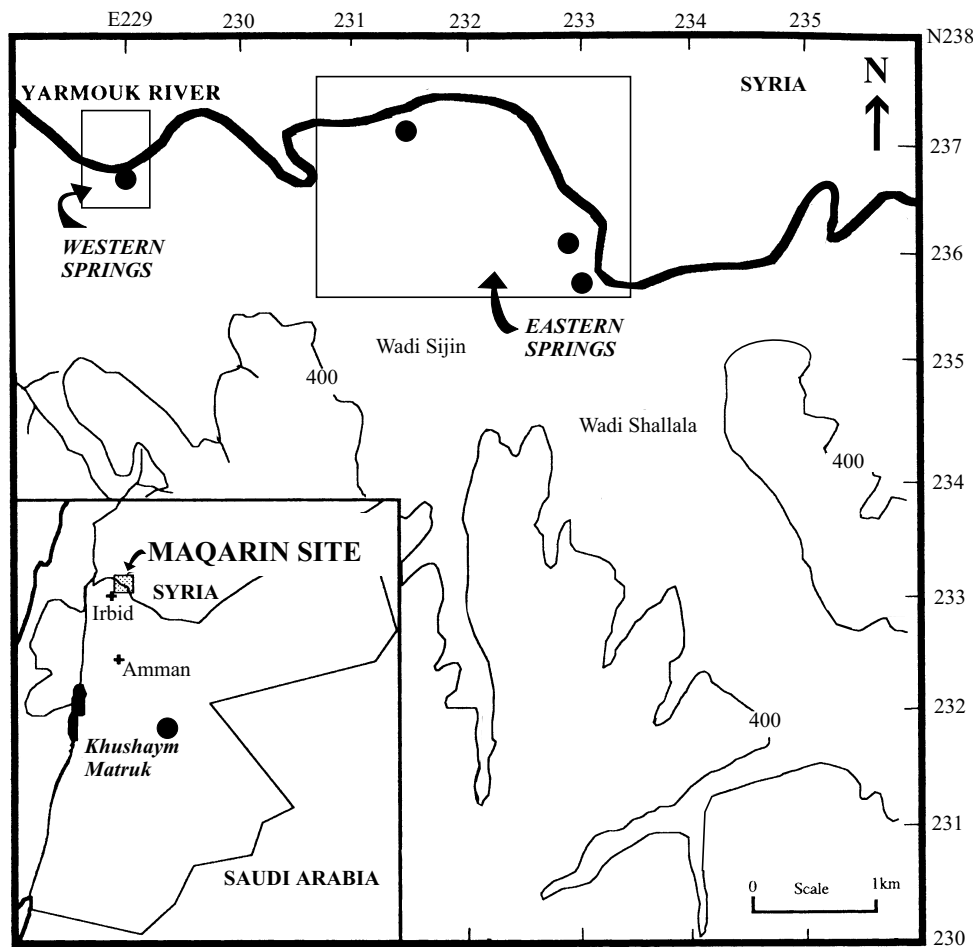 E229 230 231 232 233 234 235
N238
YARMOUK RIVER
SYRIA
N
237
WESTERN
SPRINGS
236
EASTERN
SPRINGS
Wadi Sijin
235
400
Wadi Shallala
400
234
MAQARIN SITE
SYRIA
233
Irbid
Amman
232
400
Khushaym
Matruk
231
SAUDI ARABIA
0 Scale 1km
230